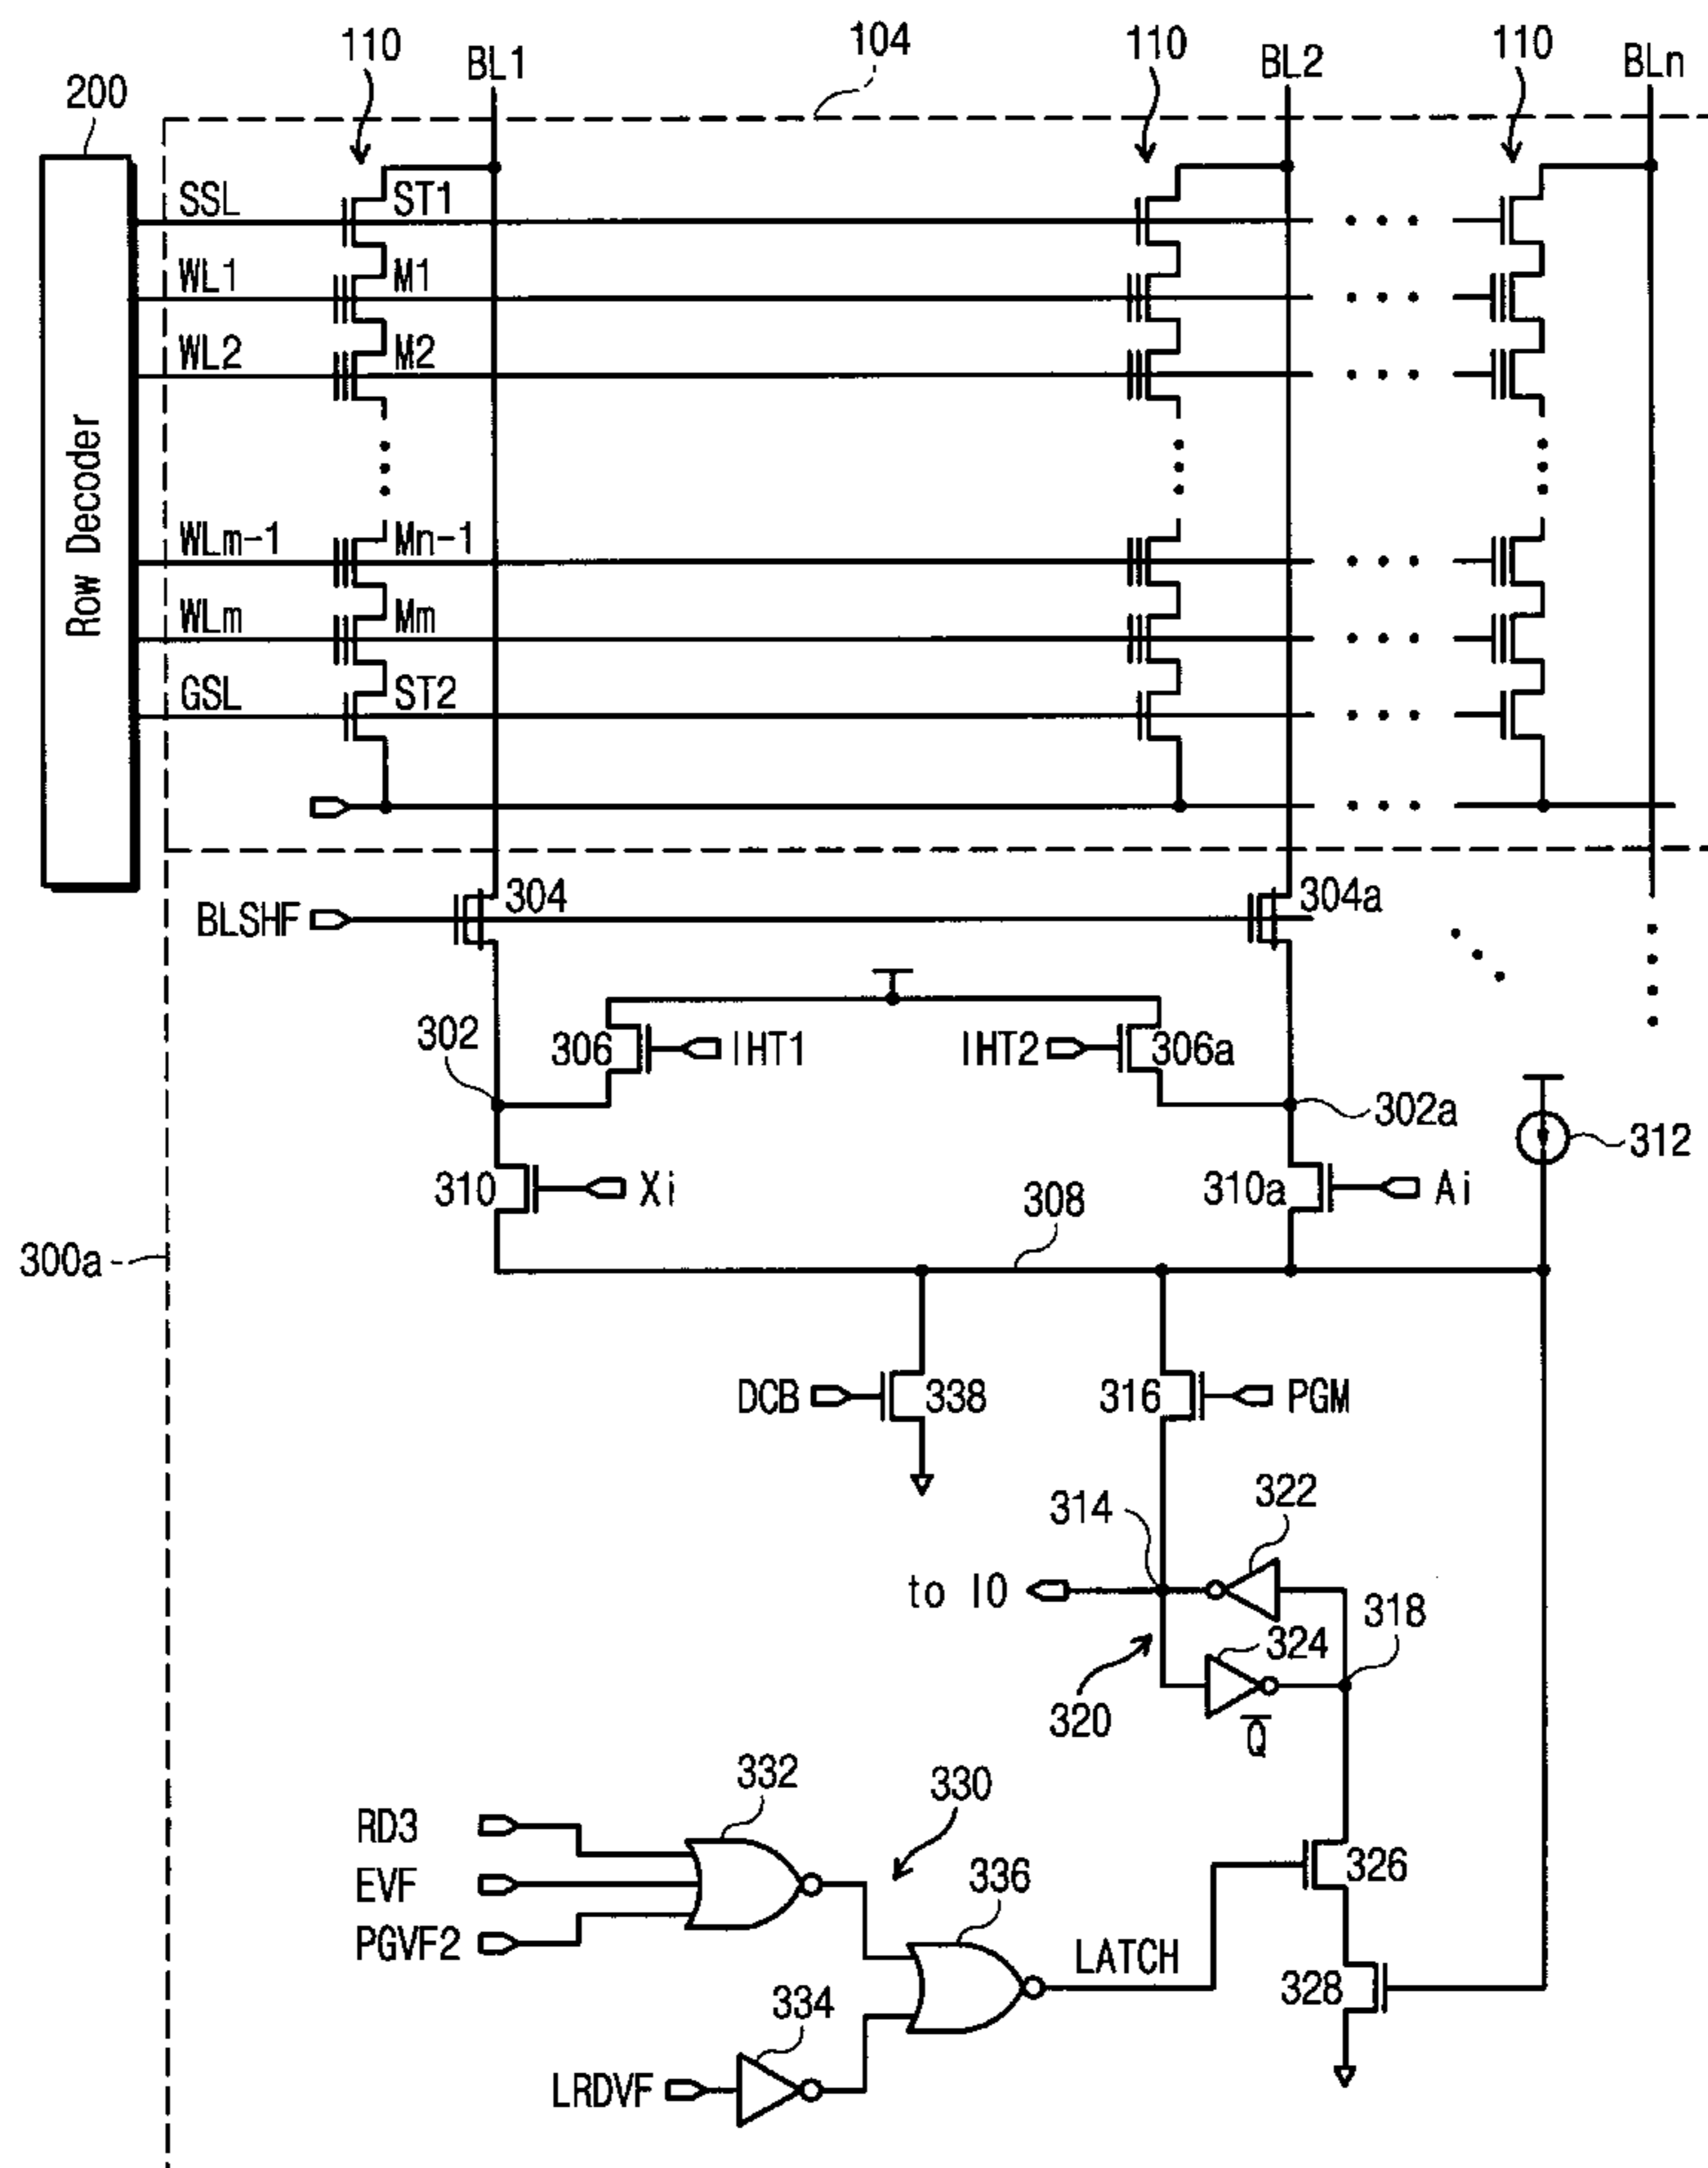 110
104
110
110
BL1
BL2
BLn
200
SSL
ST1
WL1
M1
WL2
M2
Row Decoder
WLm-1
Mn-1
WLm
Mm
GSL
ST2
BLSHF
304
304a
302
306
IHT1
IHT2
306a
302a
312
310
Xi
310a
Ai
308
300a
DCB
338
316
PGM
314
322
to IO
318
324
320
Q̅
332
330
RD3
EVF
PGVF2
336
326
LATCH
328
334
LRDVF